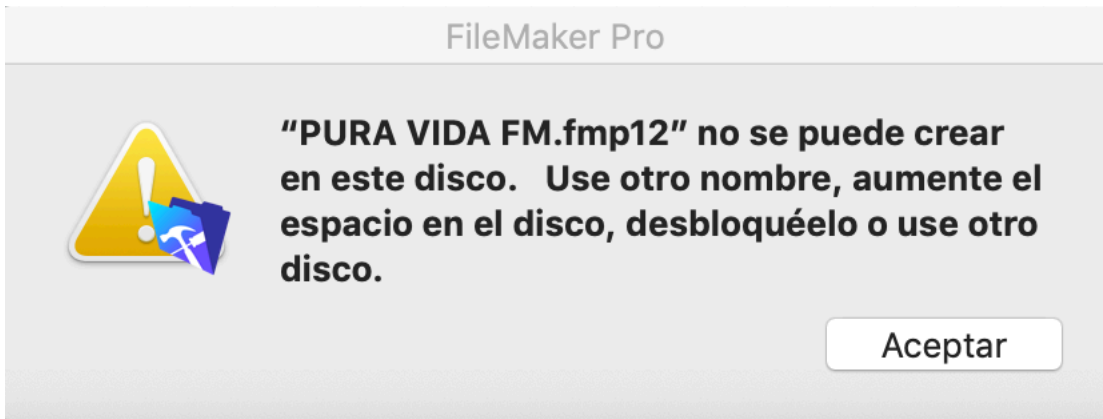 FileMaker Pro
“PURA VIDA FM.fmp12” no se puede crear
en este disco.   Use otro nombre, aumente el
espacio en el disco, desbloquéelo o use otro
disco.
Aceptar